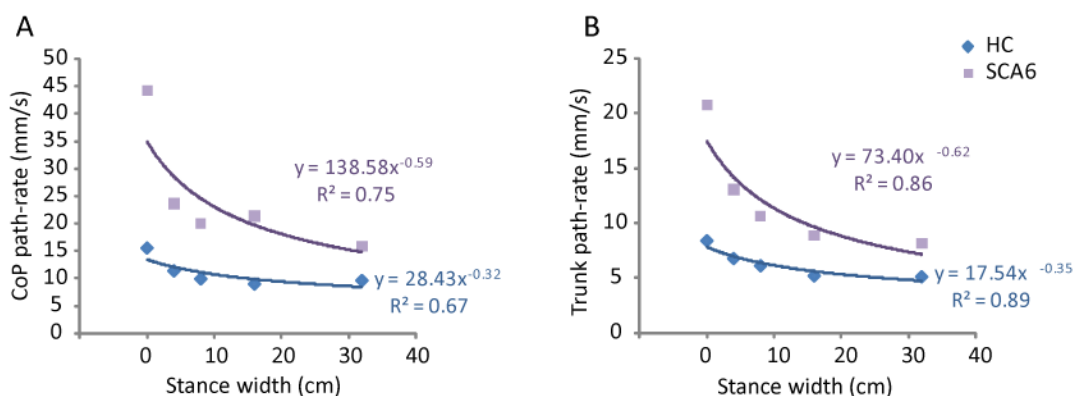 A
CoP path-rate (mm/s)
50
45
40
35
30
25
20
15
10
5
0
y = 138.58x-0.59
R² = 0.75
y = 28.43x-0.32
R² = 0.67
0 10 20 30 40
Stance width (cm)
B
HC
SCA6
Trunk path-rate (mm/s)
25
20
15
10
5
0
y = 73.40x -0.62
R² = 0.86
y = 17.54x -0.35
R² = 0.89
0 10 20 30 40
Stance width (cm)